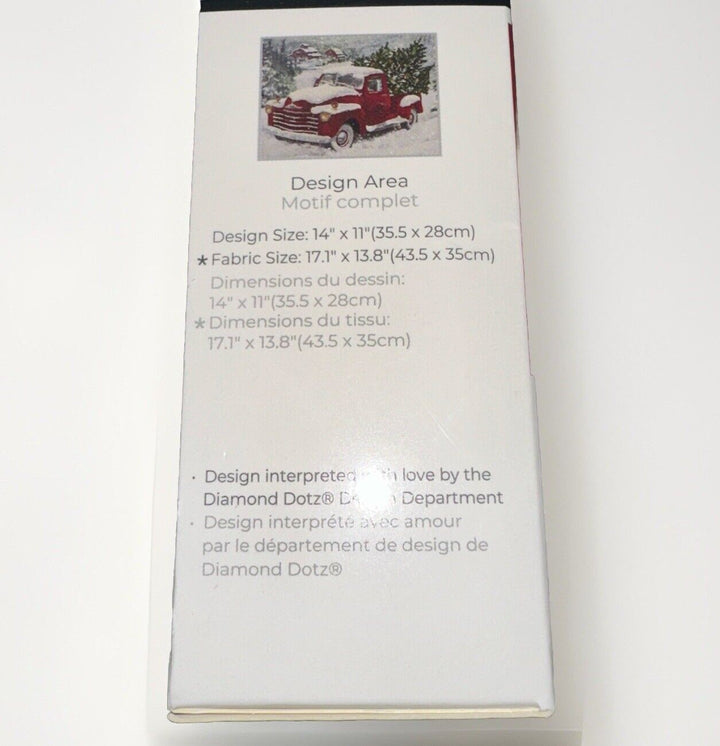 Design Area
Motif complet
Design Size: 14" x 11"(35.5 x 28cm)
* Fabric Size: 17.1" x 13.8"(43.5 x 35cm)
Dimensions du dessin:
14" x 11"(35.5 x 28cm)
* Dimensions du tissu:
17.1" x 13.8"(43.5 x 35cm)
· Design interpreted with love by the
Diamond Dotz® Department
· Design interprété avec amour
par le département de design de
Diamond Dotz®